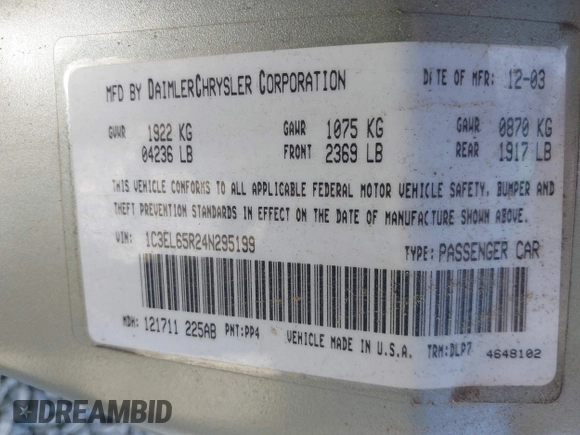 MFD BY DAIMLERCHRYSLER CORPORATION DATE OF MFR: 12-03
GVWR 1922 KG GAWR 1075 KG GAWR 0870 KG
04236 LB FRONT 2369 LB REAR 1917 LB
THIS VEHICLE CONFORMS TO ALL APPLICABLE FEDERAL MOTOR VEHICLE SAFETY, BUMPER AND
THEFT PREVENTION STANDARDS IN EFFECT ON THE DATE OF MANUFACTURE SHOWN ABOVE.
VIN: 1C3EL65R24N295199 TYPE: PASSENGER CAR
MDH: 121711 225AB PNT: PP4 VEHICLE MADE IN U.S.A. TRM: DLP7 4648102
DREAMBID